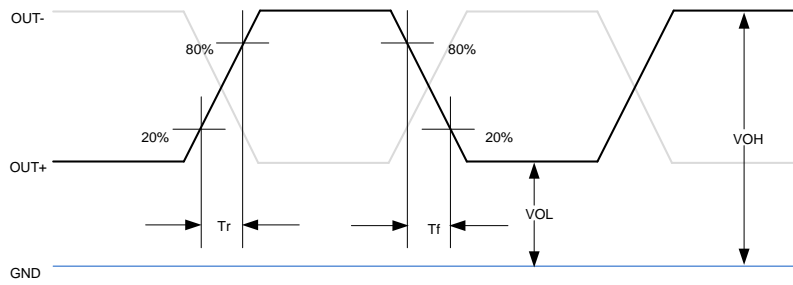 OUT-
80%
80%
20%
20%
VOH
OUT+
VOL
Tr
Tf
GND